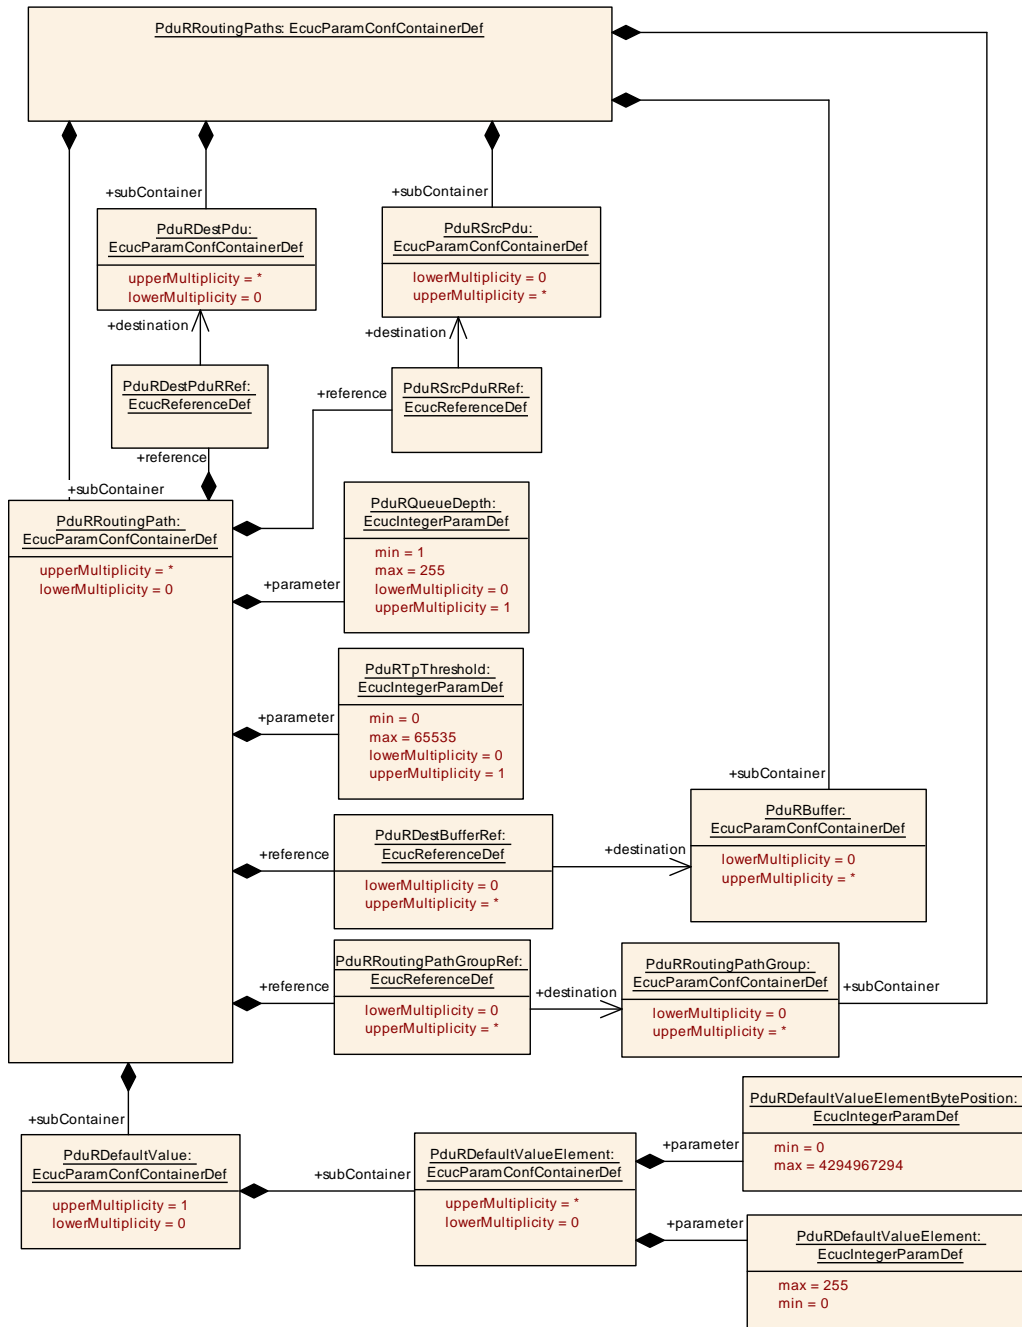 PduRRoutingPaths: EcucParamConfContainerDef
+subContainer
+subContainer
PduRDestPdu:
EcucParamConfContainerDef
upperMultiplicity = *
lowerMultiplicity = 0
PduRSrcPdu:
EcucParamConfContainerDef
lowerMultiplicity = 0
upperMultiplicity = *
+destination
+destination
PduRDestPduRRef:
EcucReferenceDef
+reference
PduRSrcPduRRef:
EcucReferenceDef
+reference
+subContainer
PduRRoutingPath:
EcucParamConfContainerDef
upperMultiplicity = *
lowerMultiplicity = 0
PduRQueueDepth:
EcucIntegerParamDef
min = 1
max = 255
lowerMultiplicity = 0
upperMultiplicity = 1
+parameter
PduRTpThreshold:
EcucIntegerParamDef
min = 0
max = 65535
lowerMultiplicity = 0
upperMultiplicity = 1
+parameter
+subContainer
PduRDestBufferRef:
EcucReferenceDef
lowerMultiplicity = 0
upperMultiplicity = *
+reference
+destination
PduRBuffer:
EcucParamConfContainerDef
lowerMultiplicity = 0
upperMultiplicity = *
PduRRoutingPathGroupRef:
EcucReferenceDef
lowerMultiplicity = 0
upperMultiplicity = *
+reference
+destination
PduRRoutingPathGroup:
EcucParamConfContainerDef
lowerMultiplicity = 0
upperMultiplicity = *
+subContainer
+subContainer
PduRDefaultValue:
EcucParamConfContainerDef
upperMultiplicity = 1
lowerMultiplicity = 0
+subContainer
PduRDefaultValueElement:
EcucParamConfContainerDef
upperMultiplicity = *
lowerMultiplicity = 0
+parameter
PduRDefaultValueElementBytePosition:
EcucIntegerParamDef
min = 0
max = 4294967294
+parameter
PduRDefaultValueElement:
EcucIntegerParamDef
max = 255
min = 0